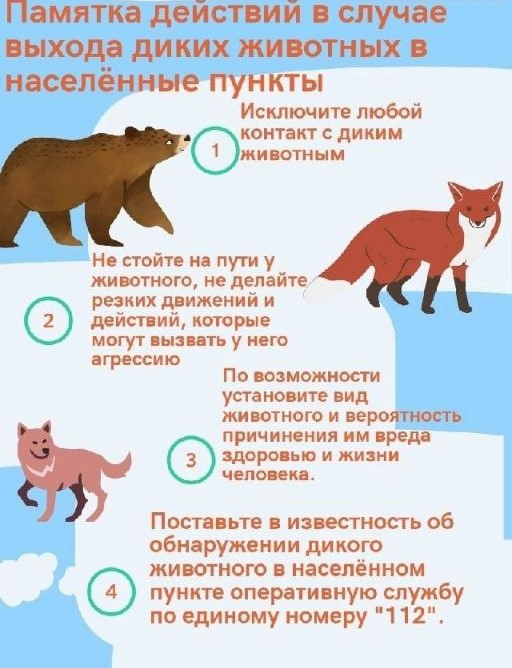 Памятка действий в случае
выхода диких животных в
населённые пункты
Исключите любой
контакт с диким
животным
1
Не стойте на пути у
животного, не делайте
резких движений и
действий, которые
могут вызвать у него
агрессию
2
По возможности
установите вид
животного и вероятность
причинения им вреда
здоровью и жизни
человека.
3
Поставьте в известность об
обнаружении дикого
животного в населённом
пункте оперативную службу
по единому номеру "112".
4